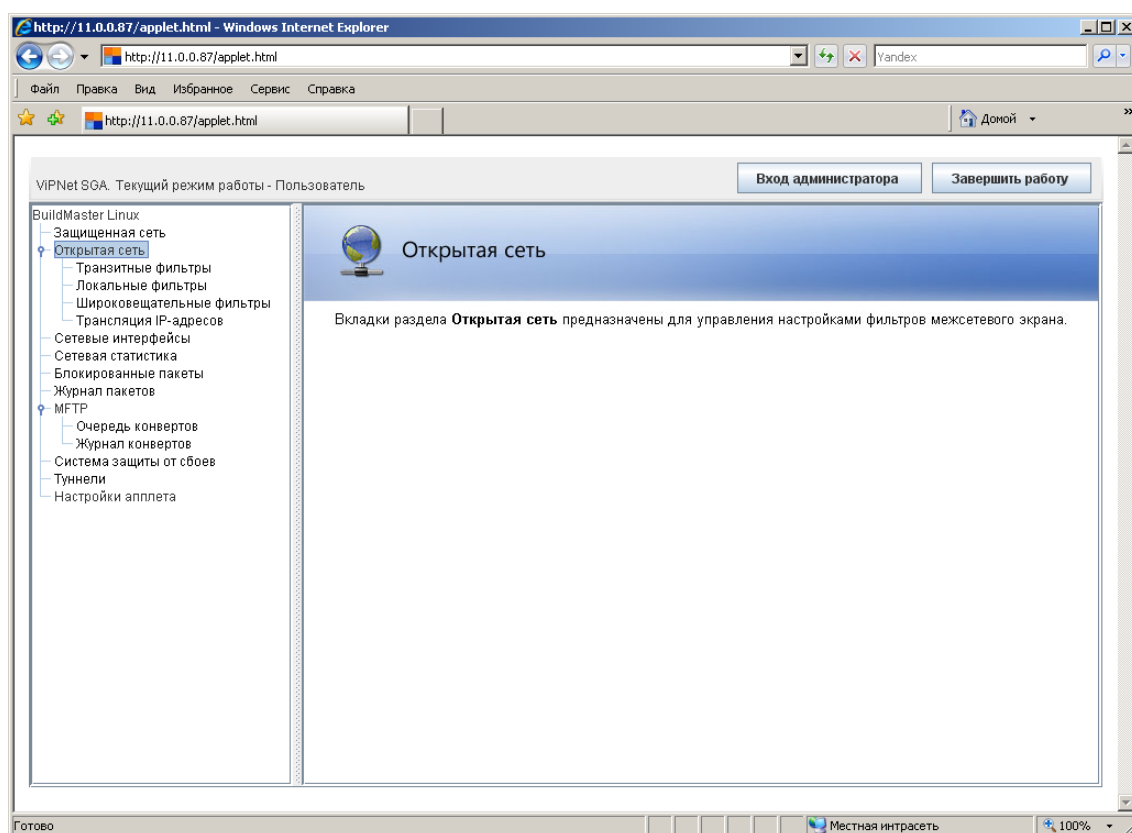 http://11.0.0.87/applet.html - Windows Internet Explorer
http://11.0.0.87/applet.html
Yandex
Файл Правка Вид Избранное Сервис Справка
http://11.0.0.87/applet.html
Домой
»
ViPNet SGA. Текущий режим работы - Пользователь
Вход администратора
Завершить работу
BuildMaster Linux
Защищенная сеть
Открытая сеть
Транзитные фильтры
Локальные фильтры
Широковещательные фильтры
Трансляция IP-адресов
Сетевые интерфейсы
Сетевая статистика
Блокированные пакеты
Журнал пакетов
MFTP
Очередь конвертов
Журнал конвертов
Система защиты от сбоев
Туннели
Настройки апплета
Открытая сеть
Вкладки раздела Открытая сеть предназначены для управления настройками фильтров межсетевого экрана.
Готово
Местная интрасеть
100%